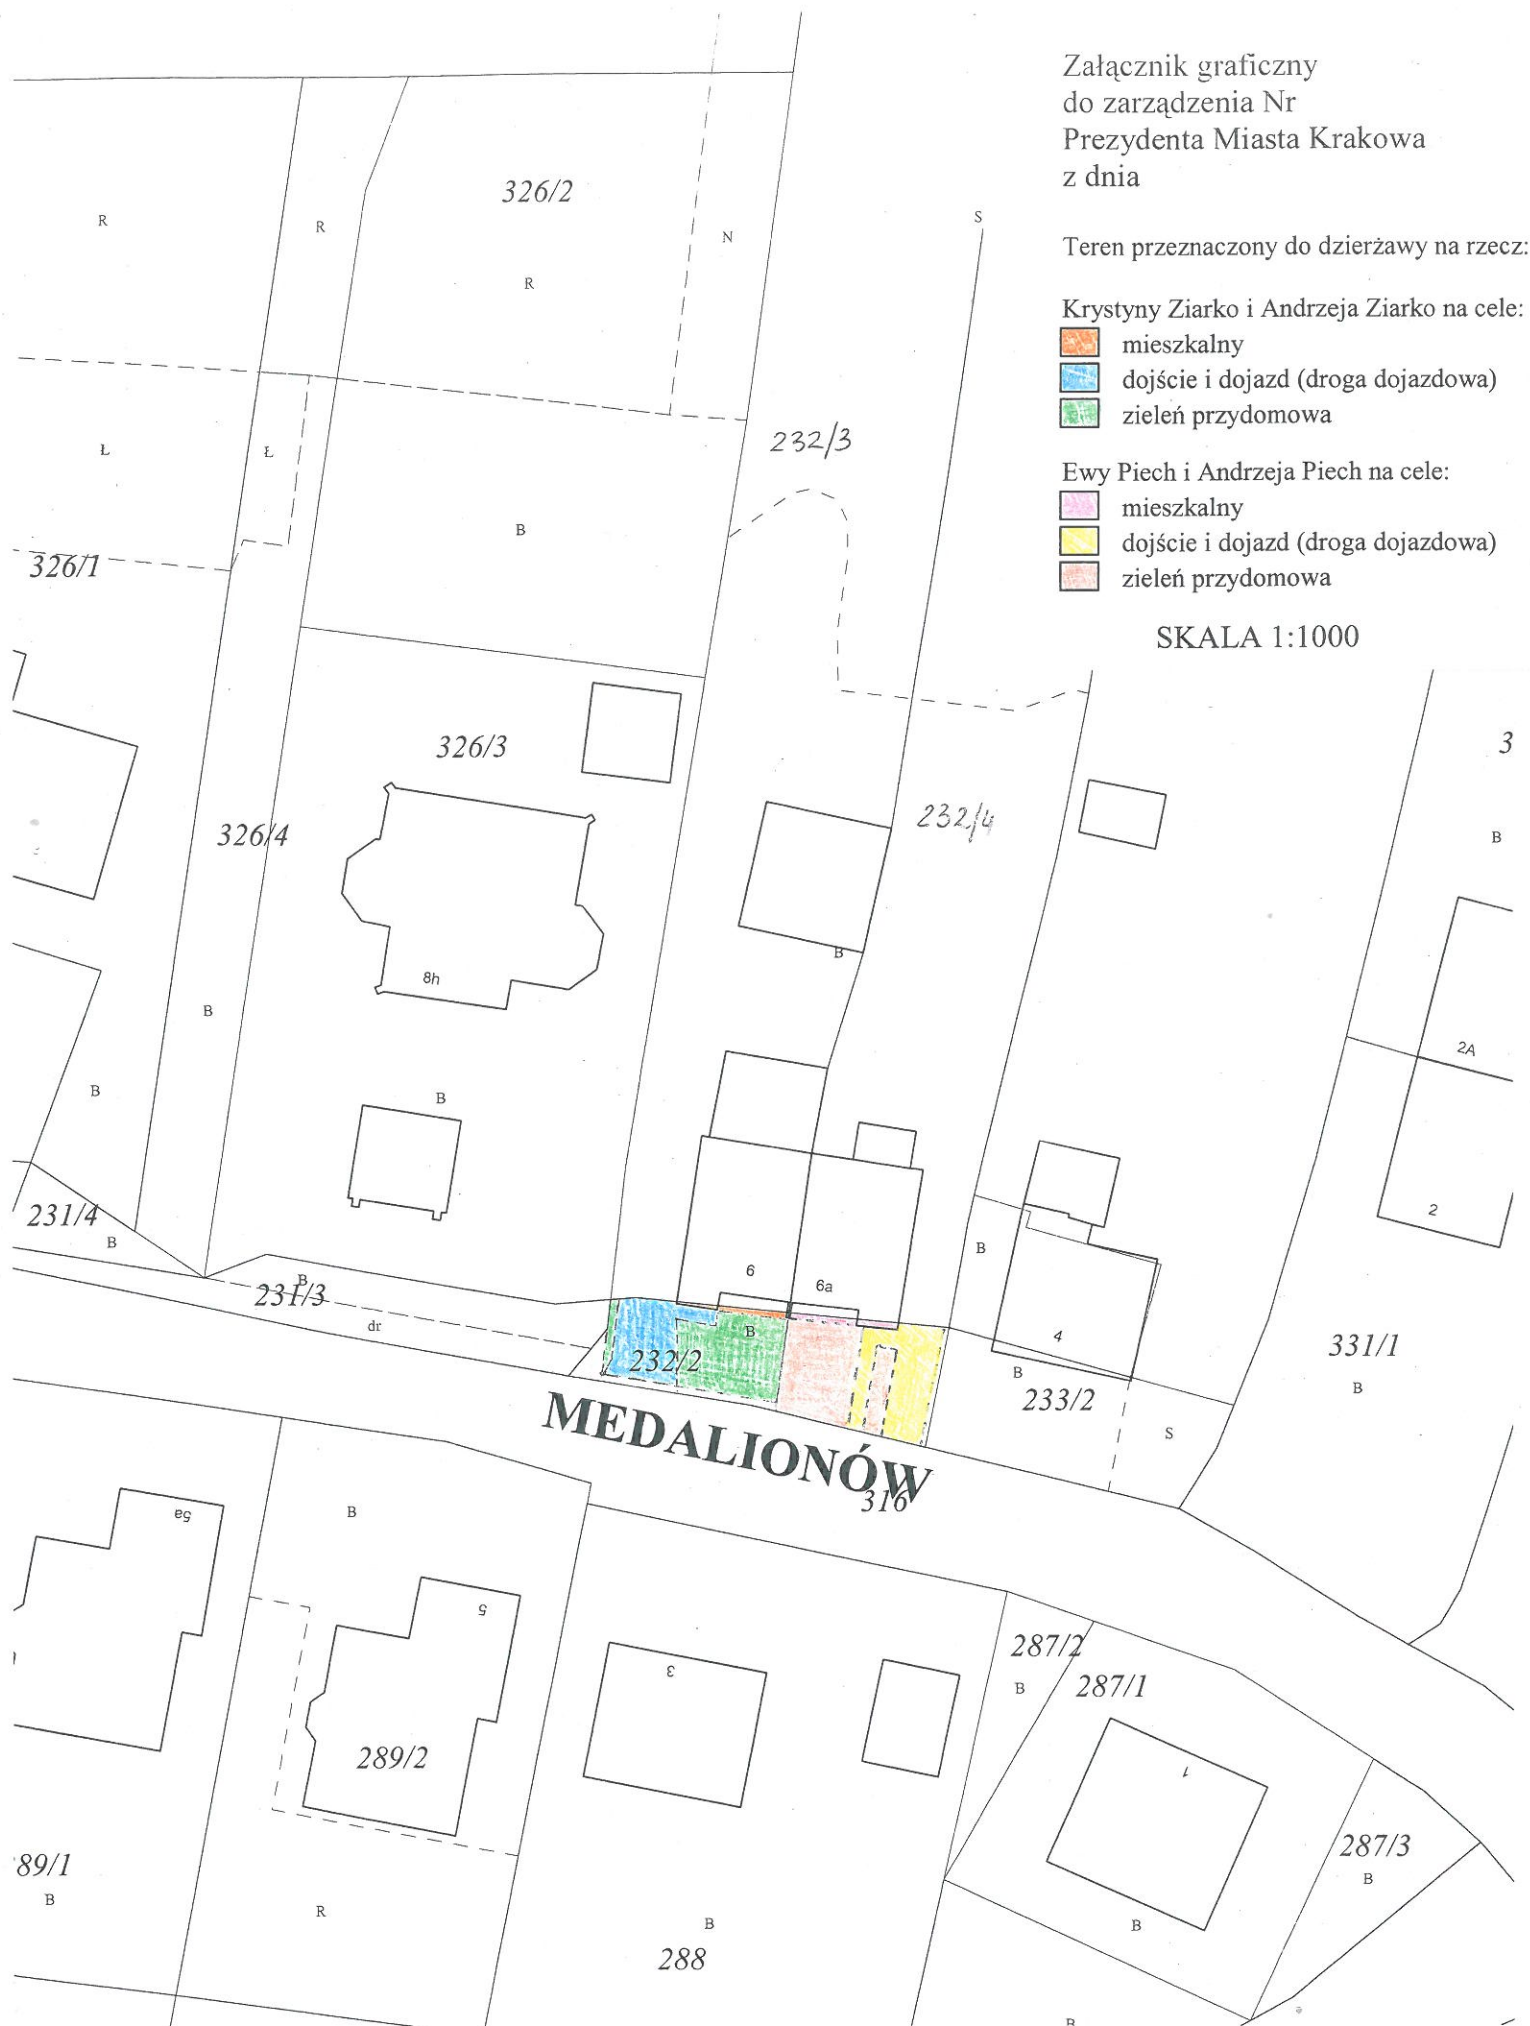 Załącznik graficzny
do zarządzenia Nr
Prezydenta Miasta Krakowa
z dnia
Teren przeznaczony do dzierżawy na rzecz:
Krystyny Ziarko i Andrzeja Ziarko na cele:
mieszkalny
dojście i dojazd (droga dojazdowa)
zieleń przydomowa
Ewy Piech i Andrzeja Piech na cele:
mieszkalny
dojście i dojazd (droga dojazdowa)
zieleń przydomowa
SKALA 1:1000
326/2
R
R
N
S
R
232/3
Ł
Ł
B
326/1
326/3
3
232/4
326/4
B
B
8h
B
2A
B
B
231/4
B
2
B
6
6a
231/3
B
dr
B
4
232/2
331/1
B
B
233/2
S
MEDALIONÓW
316
5a
B
5
3
287/2
B
287/1
289/2
1
287/3
89/1
B
B
R
B
B
288
B